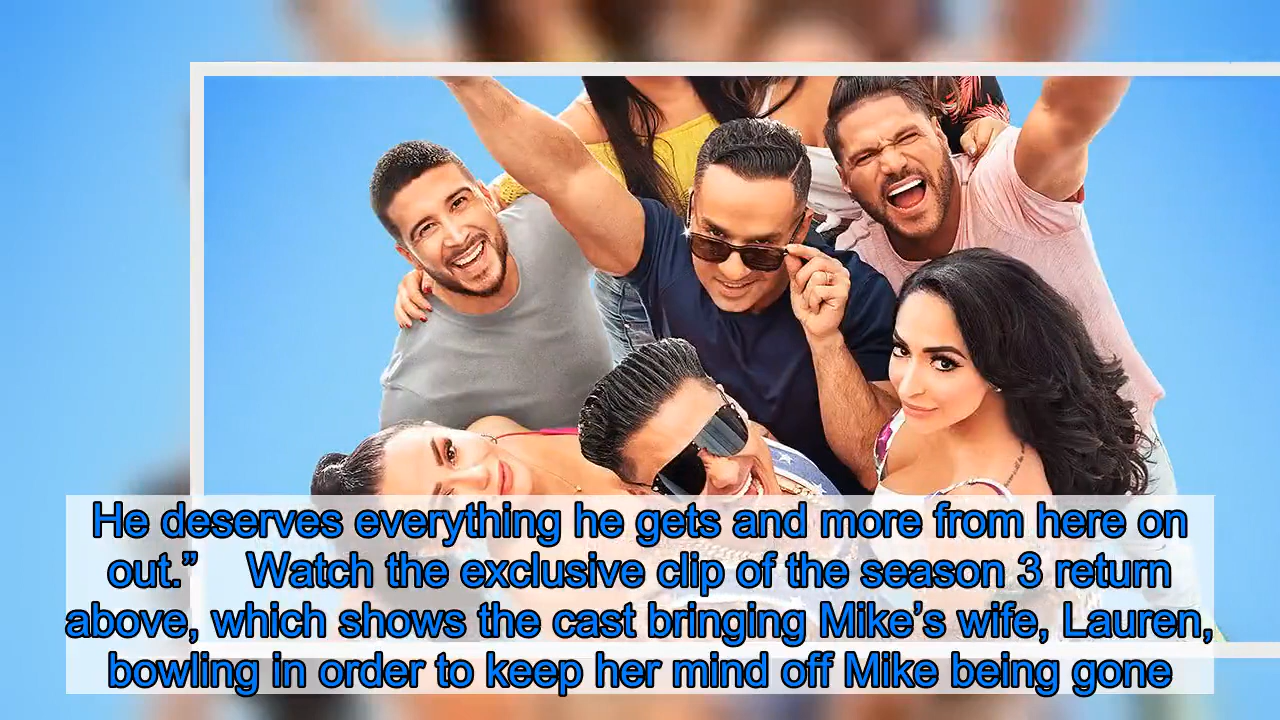 He deserves everything he gets and more from here on
out.”    Watch the exclusive clip of the season 3 return
above, which shows the cast bringing Mike’s wife, Lauren,
bowling in order to keep her mind off Mike being gone